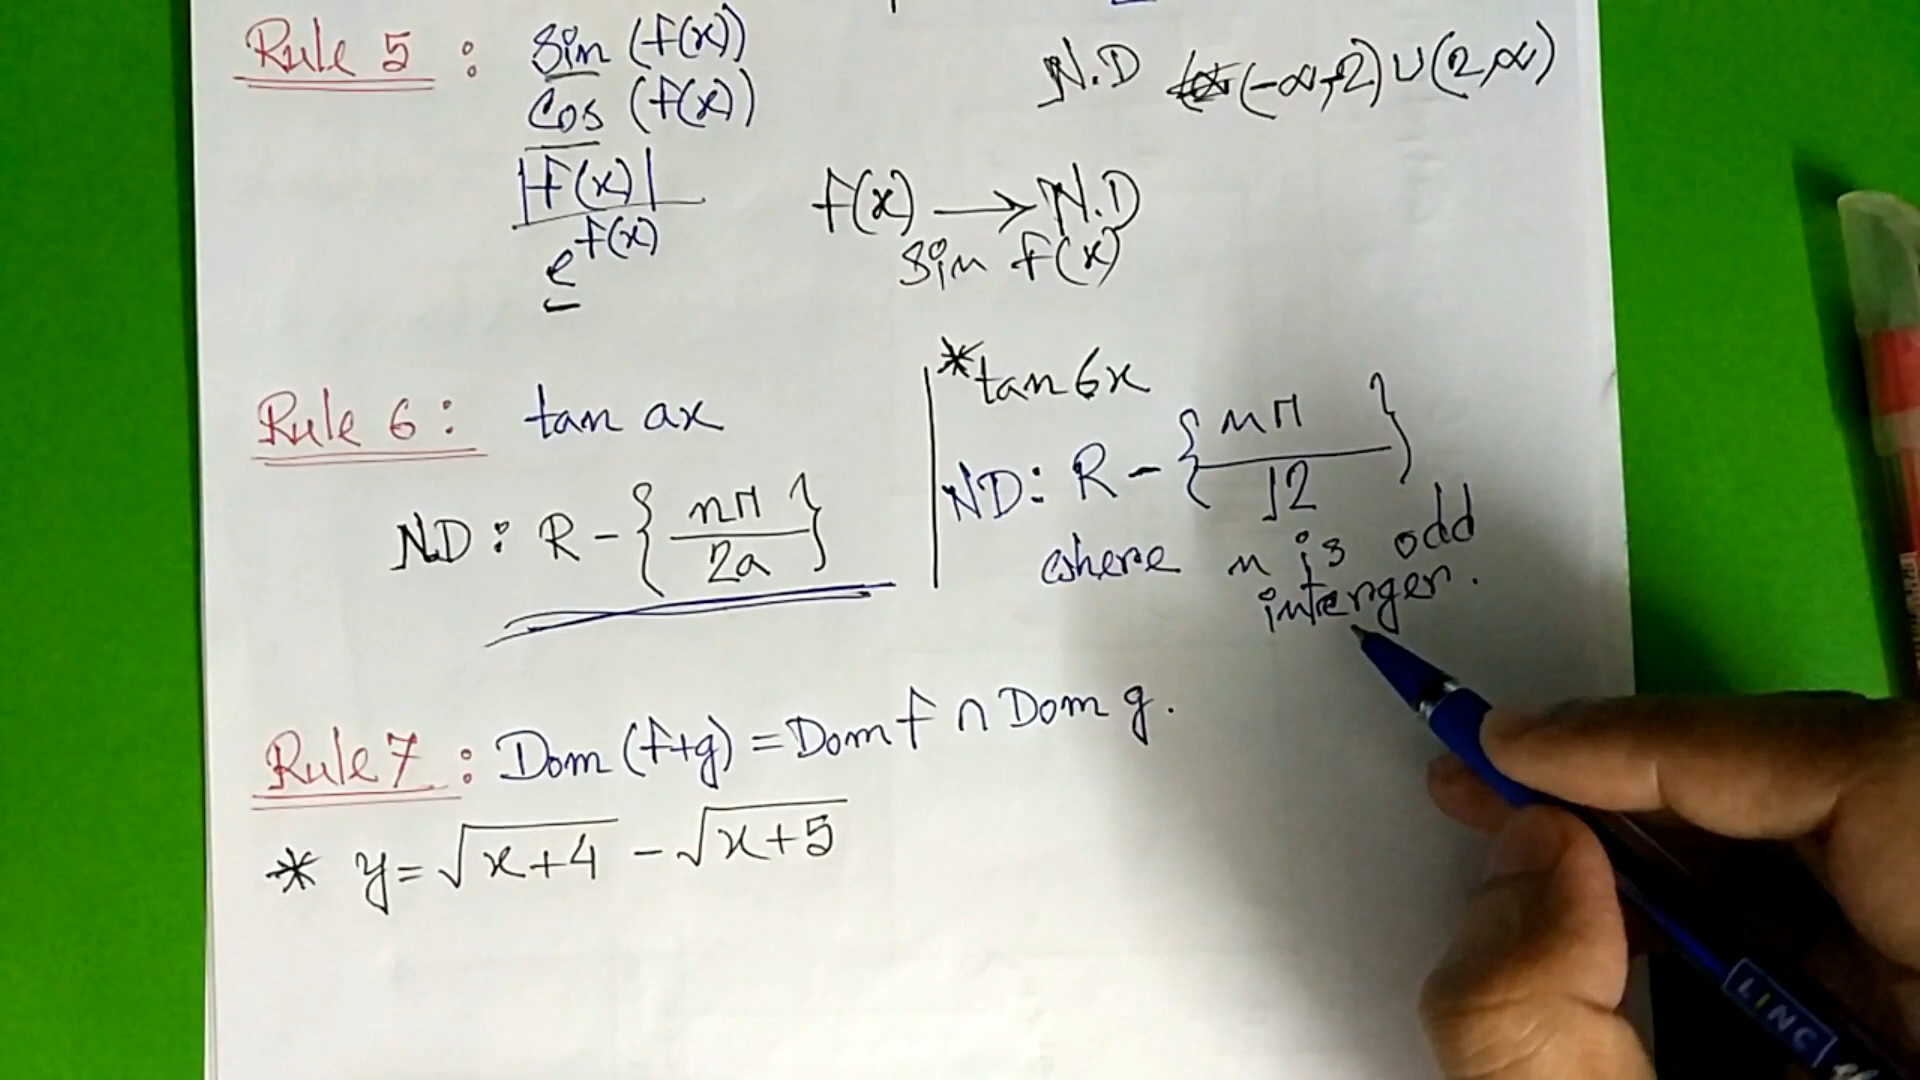 Rule 5 : Sin (f(x))
Cos (f(x))
|f(x)|
e^f(x)
N.D (-∞,-2)∪(2,∞)
f(x) → N.D
Sin f(x)
Rule 6 : tan ax
ND : R - {nπ/2a}
* tan 6x
ND : R - {nπ/12}
where n is odd
intenger.
Rule 7 : Dom (f+g) = Dom f ∩ Dom g.
* y = √x+4 - √x+5
LINC